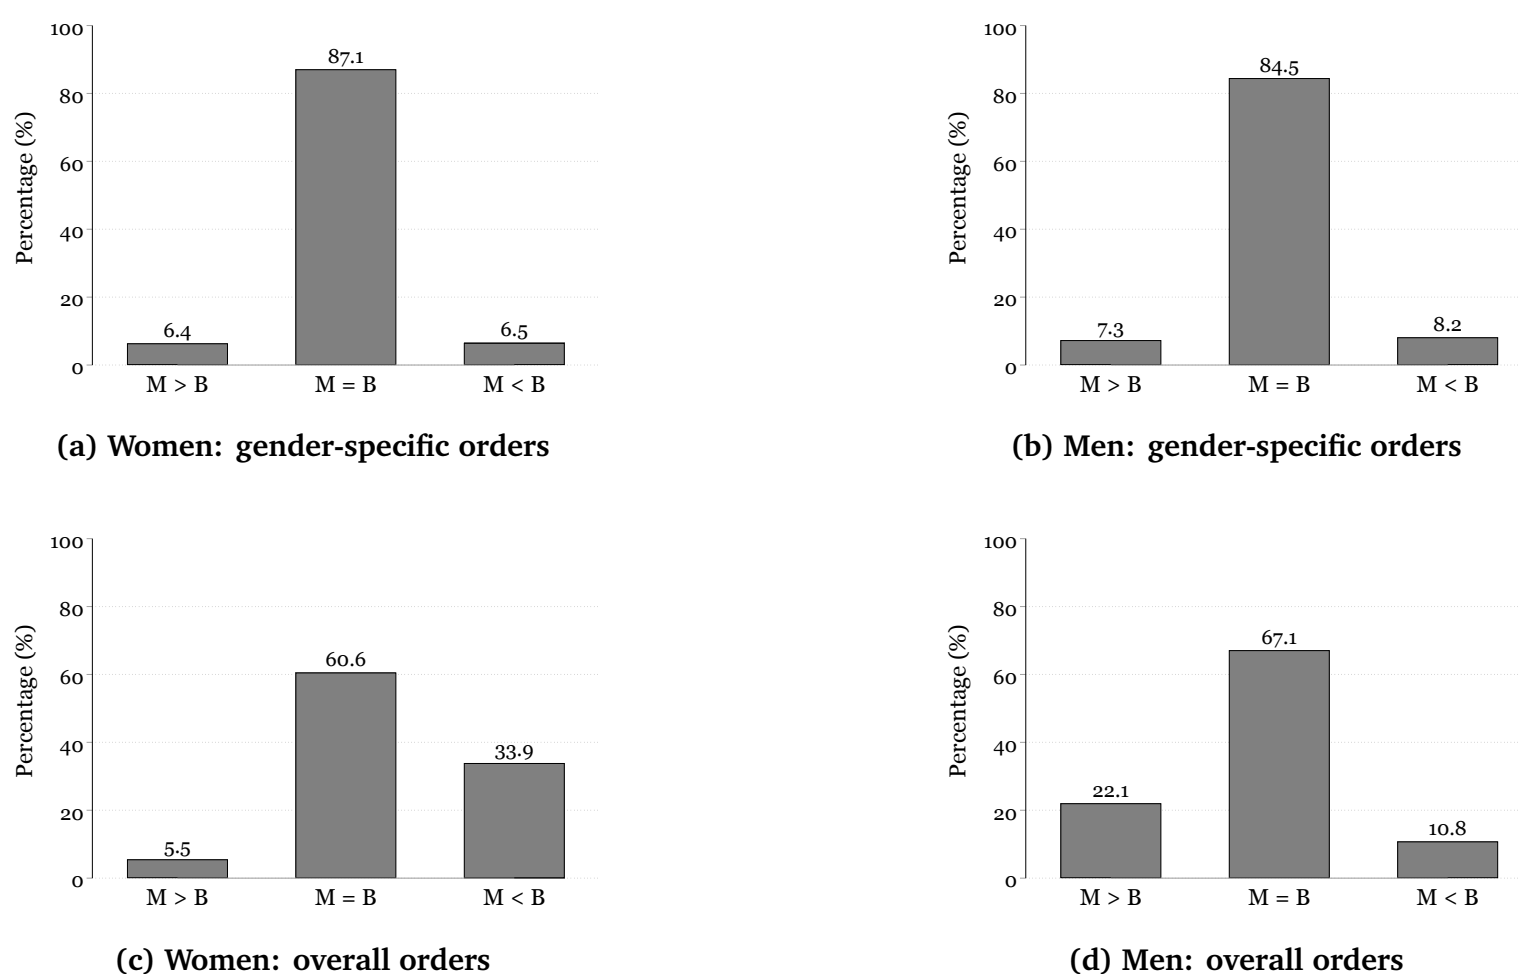 100
80
60
40
20
0
Percentage (%)
6.4
87.1
6.5
M > B
M = B
M < B
(a) Women: gender-specific orders
100
80
60
40
20
0
Percentage (%)
7.3
84.5
8.2
M > B
M = B
M < B
(b) Men: gender-specific orders
100
80
60
40
20
0
Percentage (%)
5.5
60.6
33.9
M > B
M = B
M < B
(c) Women: overall orders
100
80
60
40
20
0
Percentage (%)
22.1
67.1
10.8
M > B
M = B
M < B
(d) Men: overall orders